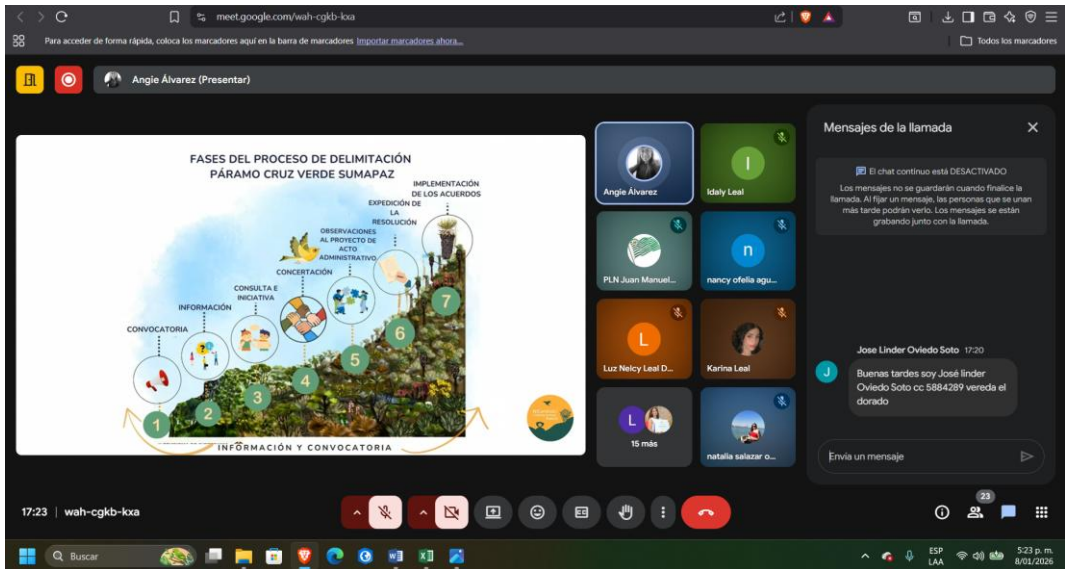 meet.google.com/wah-cgkb-kxa
Para acceder de forma rápida, coloca los marcadores aquí en la barra de marcadores Importar marcadores ahora...
Todos los marcadores
Angie Álvarez (Presentar)
FASES DEL PROCESO DE DELIMITACIÓN
PÁRAMO CRUZ VERDE SUMAPAZ
IMPLEMENTACIÓN
DE LOS ACUERDOS
EXPEDICIÓN DE
LA
RESOLUCIÓN
OBSERVACIONES
AL PROYECTO DE
ACTO
ADMINISTRATIVO
CONCERTACIÓN
CONSULTA E
INICIATIVA
INFORMACIÓN
CONVOCATORIA
1
2
3
4
5
6
7
INFORMACIÓN Y CONVOCATORIA
Angie Álvarez
I
Idaly Leal
PLN Juan Manuel...
n
nancy ofelia agu...
L
Luz Nelcy Leal D...
Karina Leal
L
15 más
natalia salazar o...
Mensajes de la llamada
El chat continuo está DESACTIVADO
Los mensajes no se guardarán cuando finalice la
llamada. Al fijar un mensaje, las personas que se unan
más tarde podrán verlo. Los mensajes se están
grabando junto con la llamada.
Jose Linder Oviedo Soto 17:20
J
Buenas tardes soy José linder
Oviedo Soto cc 5884289 vereda el
dorado
Envía un mensaje
17:23 | wah-cgkb-kxa
23
Buscar
ESP
LAA
5:23 p. m.
8/01/2026